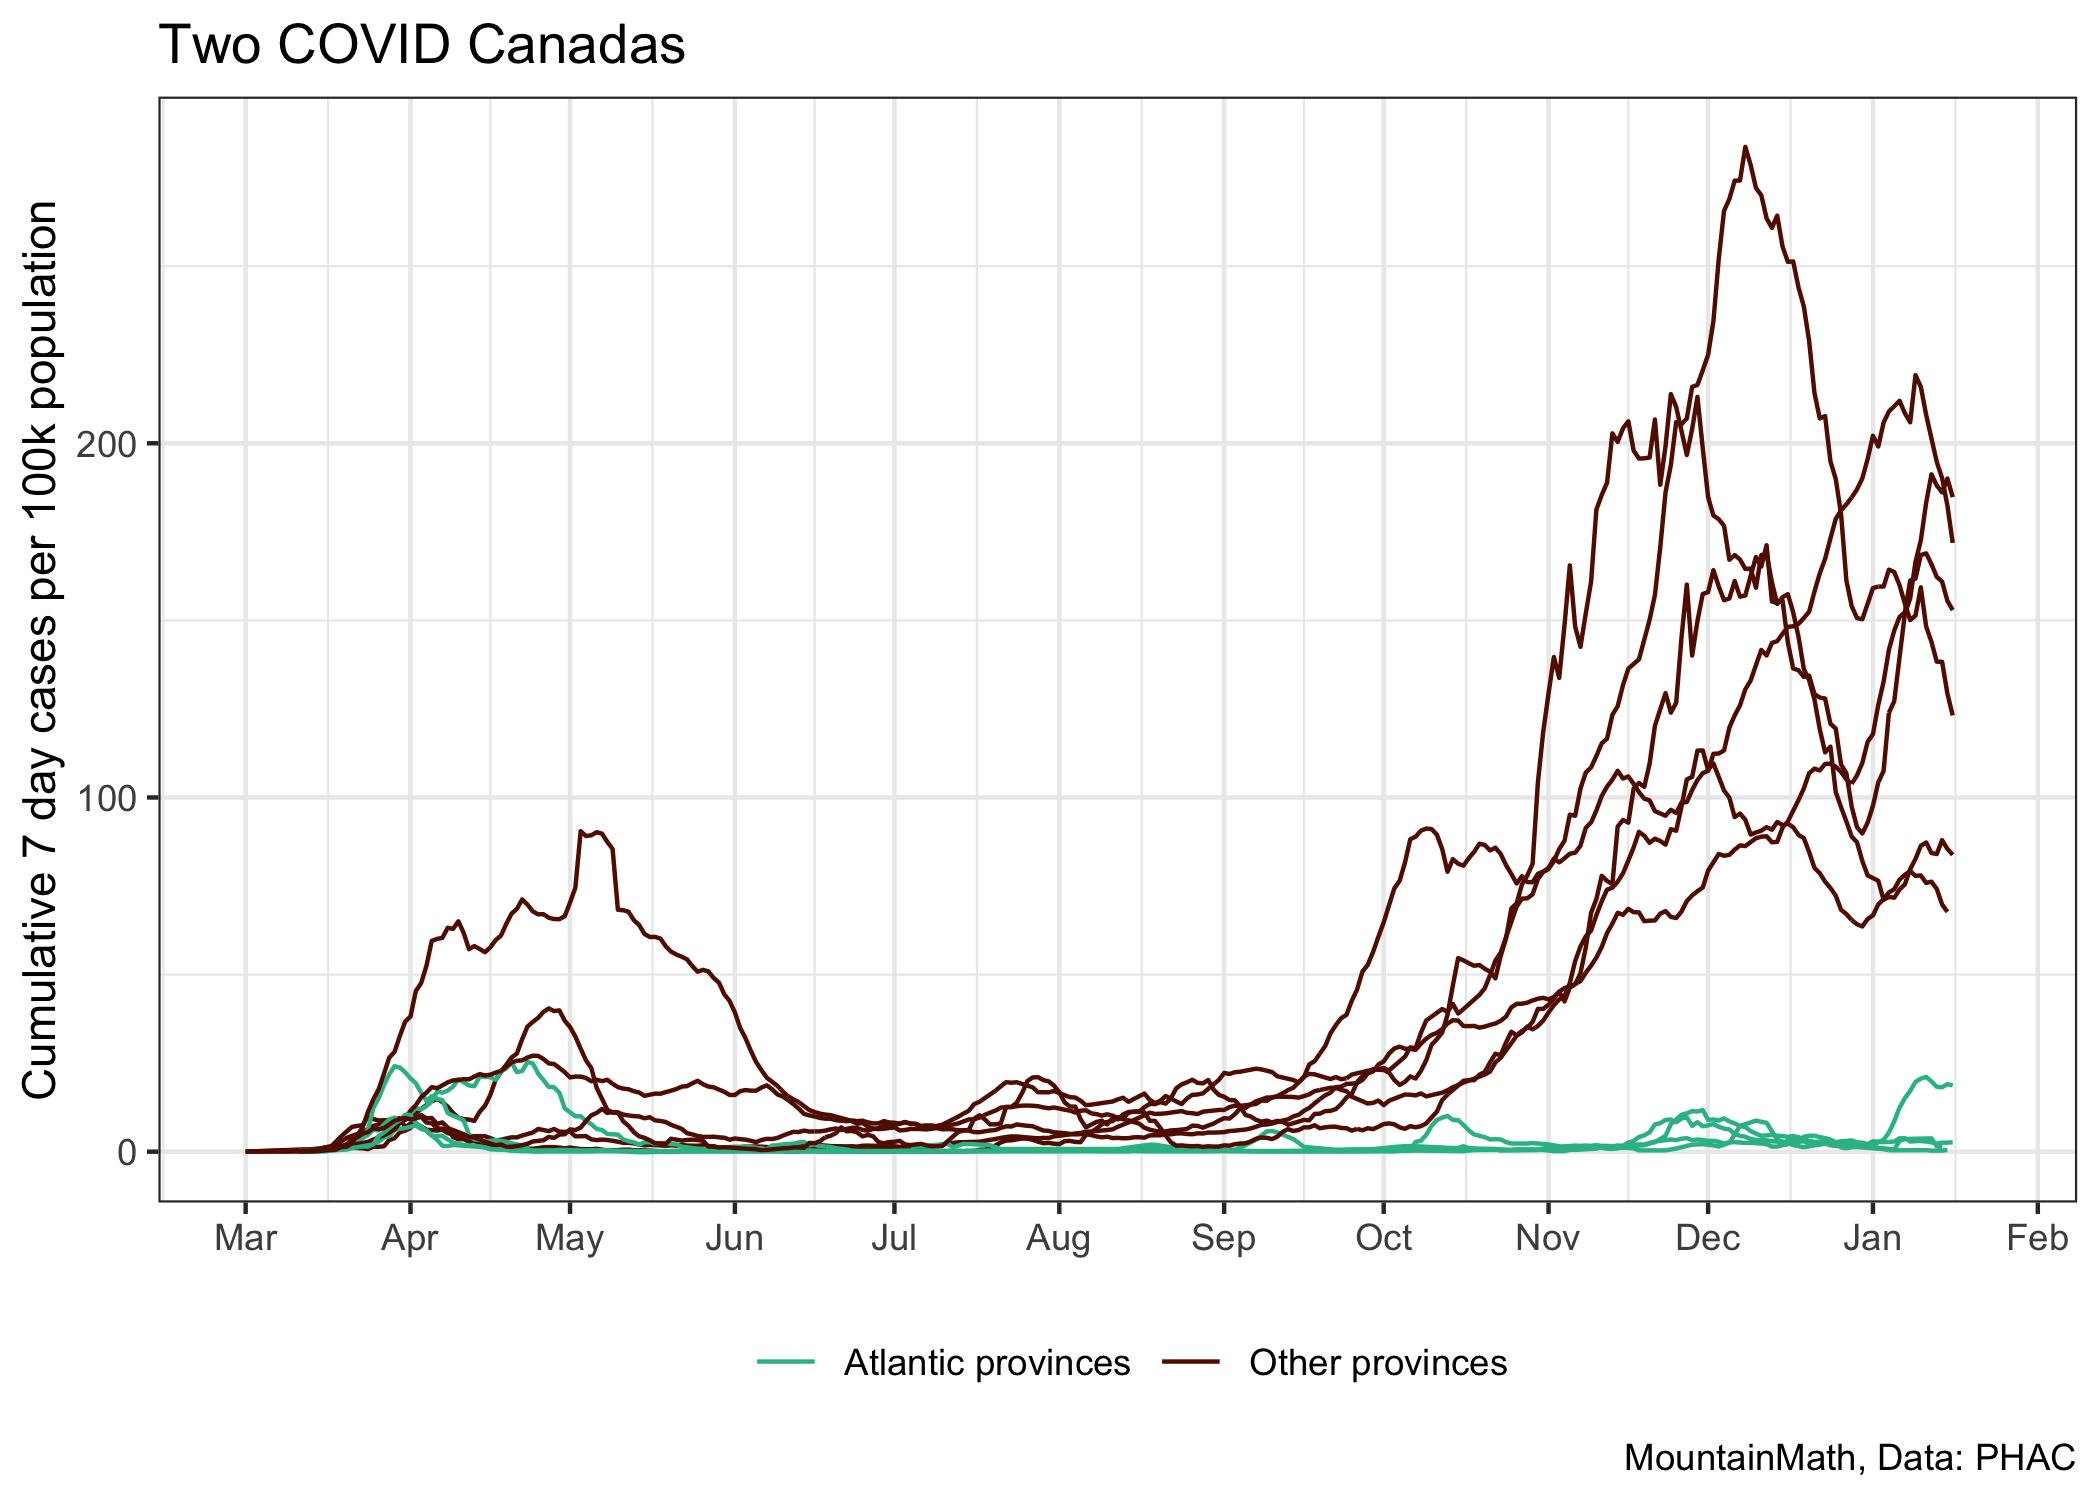 Two COVID Canadas
Cumulative 7 day cases per 100k population
200
100
0
Mar Apr May Jun Jul Aug Sep Oct Nov Dec Jan Feb
Atlantic provinces Other provinces
MountainMath, Data: PHAC